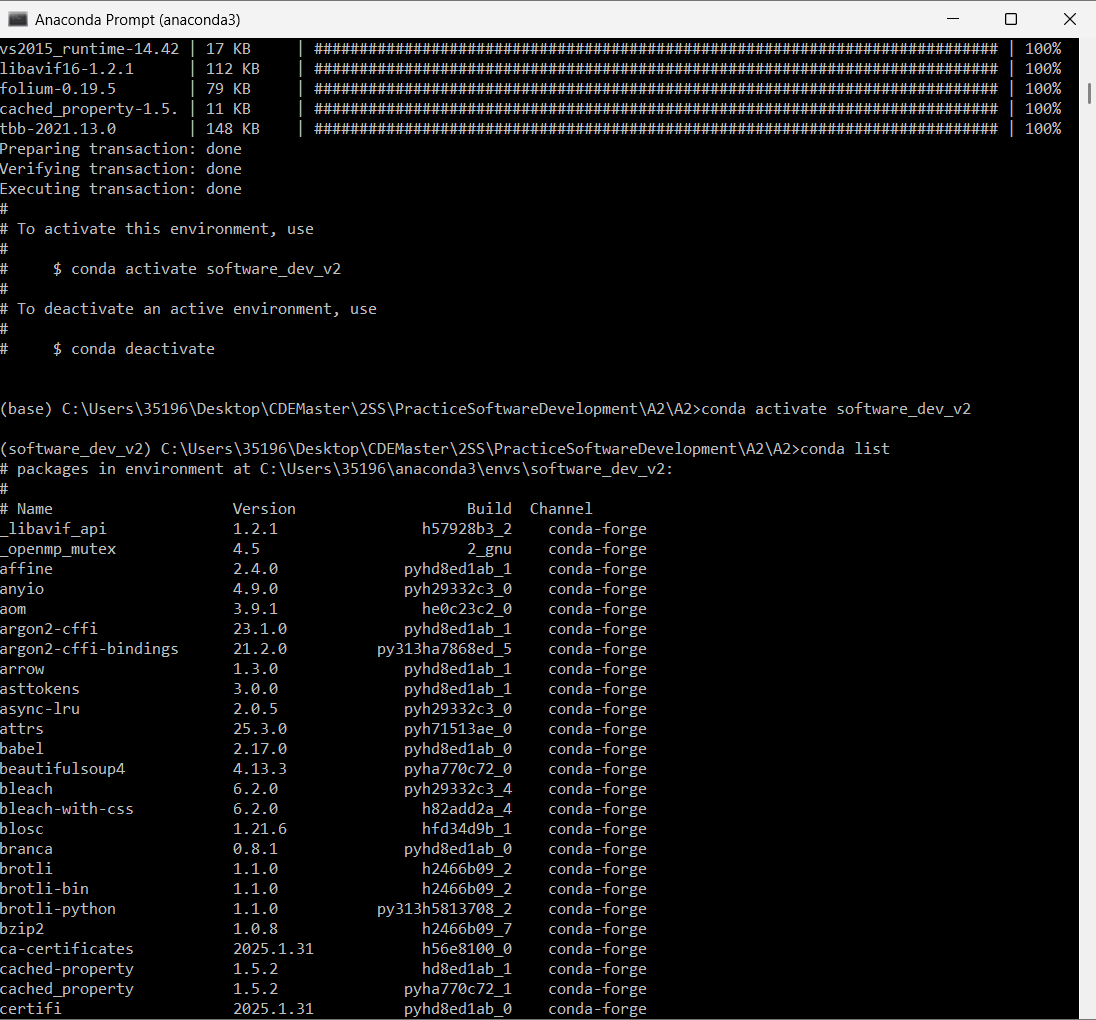 Anaconda Prompt (anaconda3)
vs2015_runtime-14.42 | 17 KB     | ############################################################################ | 100%
libavif16-1.2.1      | 112 KB    | ############################################################################ | 100%
folium-0.19.5        | 79 KB     | ############################################################################ | 100%
cached_property-1.5. | 11 KB     | ############################################################################ | 100%
tbb-2021.13.0        | 148 KB    | ############################################################################ | 100%
Preparing transaction: done
Verifying transaction: done
Executing transaction: done
#
# To activate this environment, use
#
#     $ conda activate software_dev_v2
#
# To deactivate an active environment, use
#
#     $ conda deactivate
(base) C:\Users\35196\Desktop\CDEMaster\2SS\PracticeSoftwareDevelopment\A2\A2>conda activate software_dev_v2
(software_dev_v2) C:\Users\35196\Desktop\CDEMaster\2SS\PracticeSoftwareDevelopment\A2\A2>conda list
# packages in environment at C:\Users\35196\anaconda3\envs\software_dev_v2:
#
# Name                    Version                   Build  Channel
_libavif_api              1.2.1                h57928b3_2    conda-forge
_openmp_mutex             4.5                       2_gnu    conda-forge
affine                    2.4.0              pyhd8ed1ab_1    conda-forge
anyio                     4.9.0              pyh29332c3_0    conda-forge
aom                       3.9.1                he0c23c2_0    conda-forge
argon2-cffi               23.1.0             pyhd8ed1ab_1    conda-forge
argon2-cffi-bindings      21.2.0          py313ha7868ed_5    conda-forge
arrow                     1.3.0              pyhd8ed1ab_1    conda-forge
asttokens                 3.0.0              pyhd8ed1ab_1    conda-forge
async-lru                 2.0.5              pyh29332c3_0    conda-forge
attrs                     25.3.0             pyh71513ae_0    conda-forge
babel                     2.17.0             pyhd8ed1ab_0    conda-forge
beautifulsoup4            4.13.3             pyha770c72_0    conda-forge
bleach                    6.2.0              pyh29332c3_4    conda-forge
bleach-with-css           6.2.0                h82add2a_4    conda-forge
blosc                     1.21.6               hfd34d9b_1    conda-forge
branca                    0.8.1              pyhd8ed1ab_0    conda-forge
brotli                    1.1.0                h2466b09_2    conda-forge
brotli-bin                1.1.0                h2466b09_2    conda-forge
brotli-python             1.1.0           py313h5813708_2    conda-forge
bzip2                     1.0.8                h2466b09_7    conda-forge
ca-certificates           2025.1.31            h56e8100_0    conda-forge
cached-property           1.5.2                hd8ed1ab_1    conda-forge
cached_property           1.5.2              pyha770c72_1    conda-forge
certifi                   2025.1.31          pyhd8ed1ab_0    conda-forge